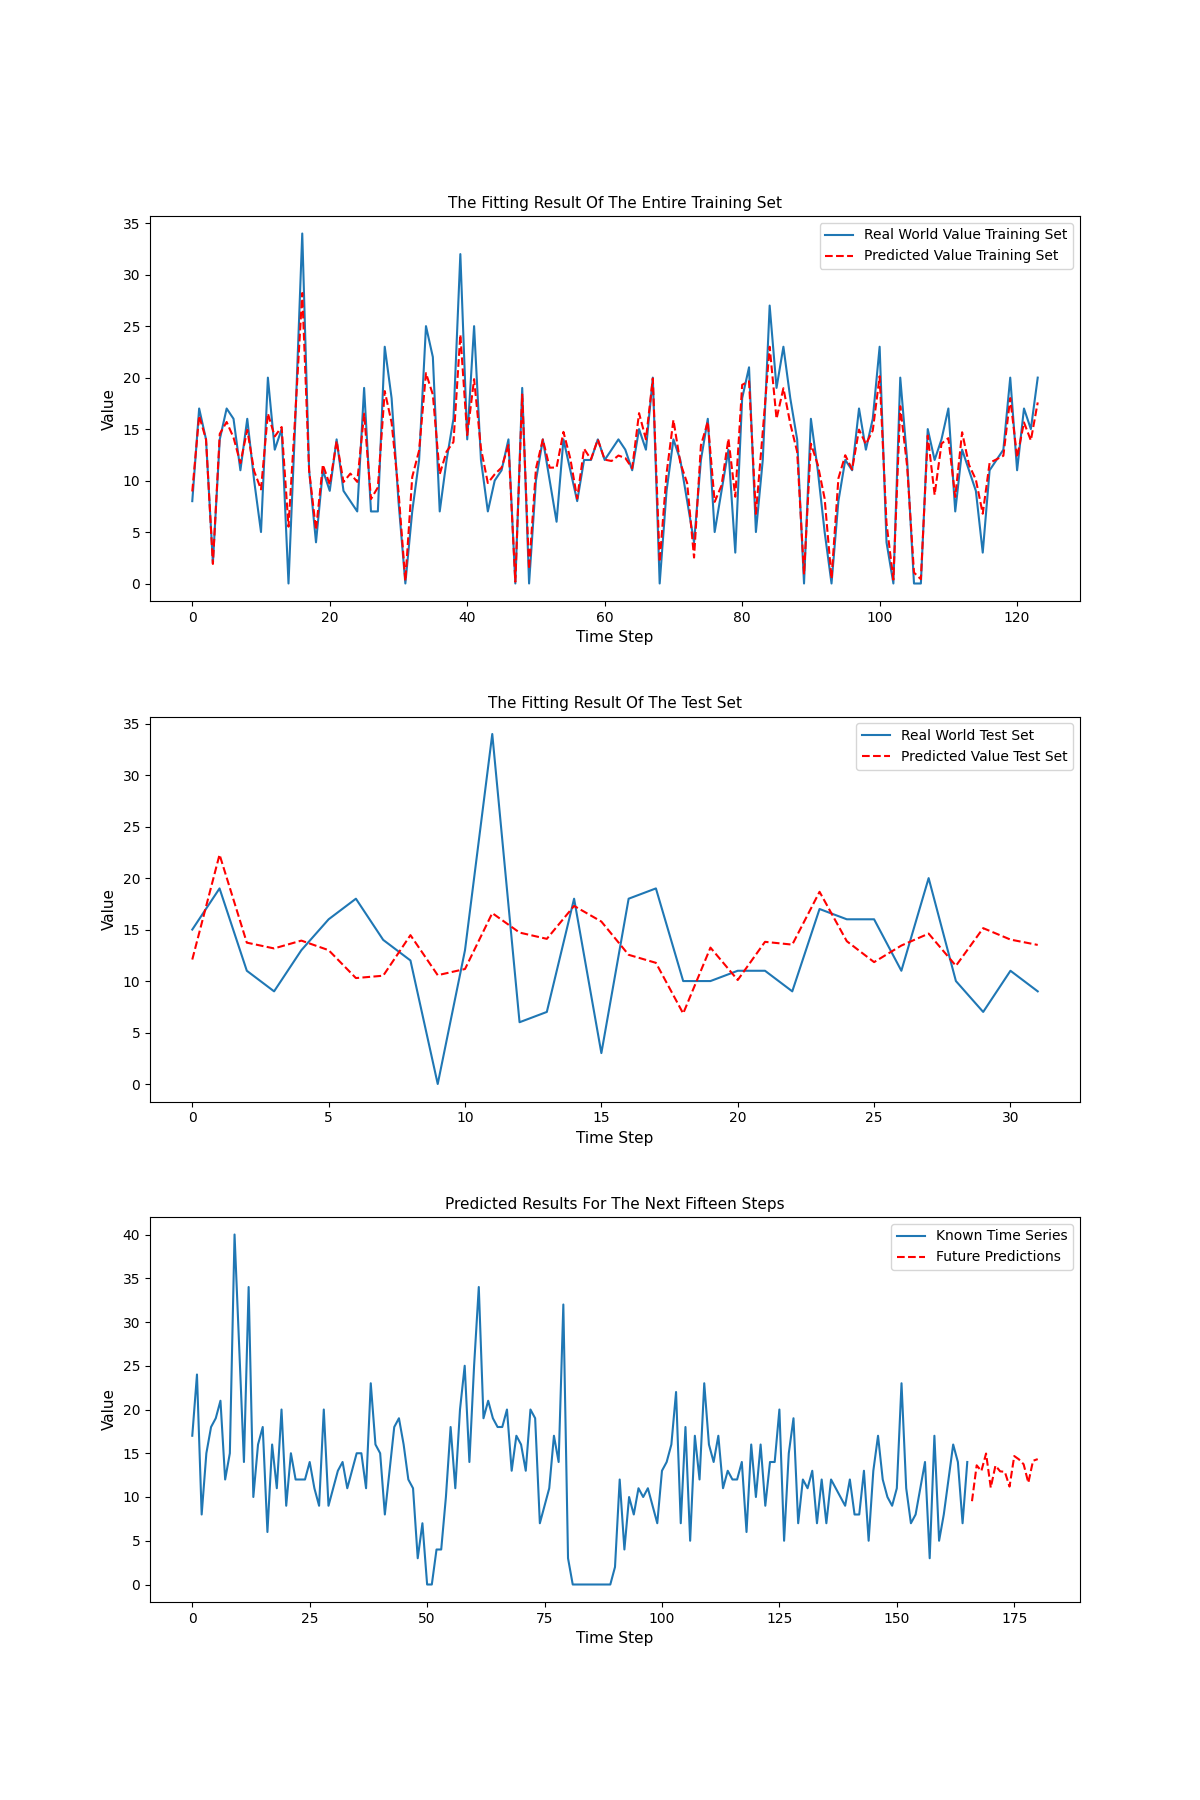 The Fitting Result Of The Entire Training Set
35
30
25
20
15
10
5
0
Value
Real World Value Training Set
Predicted Value Training Set
0 20 40 60 80 100 120
Time Step
The Fitting Result Of The Test Set
35
30
25
20
15
10
5
0
Value
Real World Test Set
Predicted Value Test Set
0 5 10 15 20 25 30
Time Step
Predicted Results For The Next Fifteen Steps
40
35
30
25
20
15
10
5
0
Value
Known Time Series
Future Predictions
0 25 50 75 100 125 150 175
Time Step